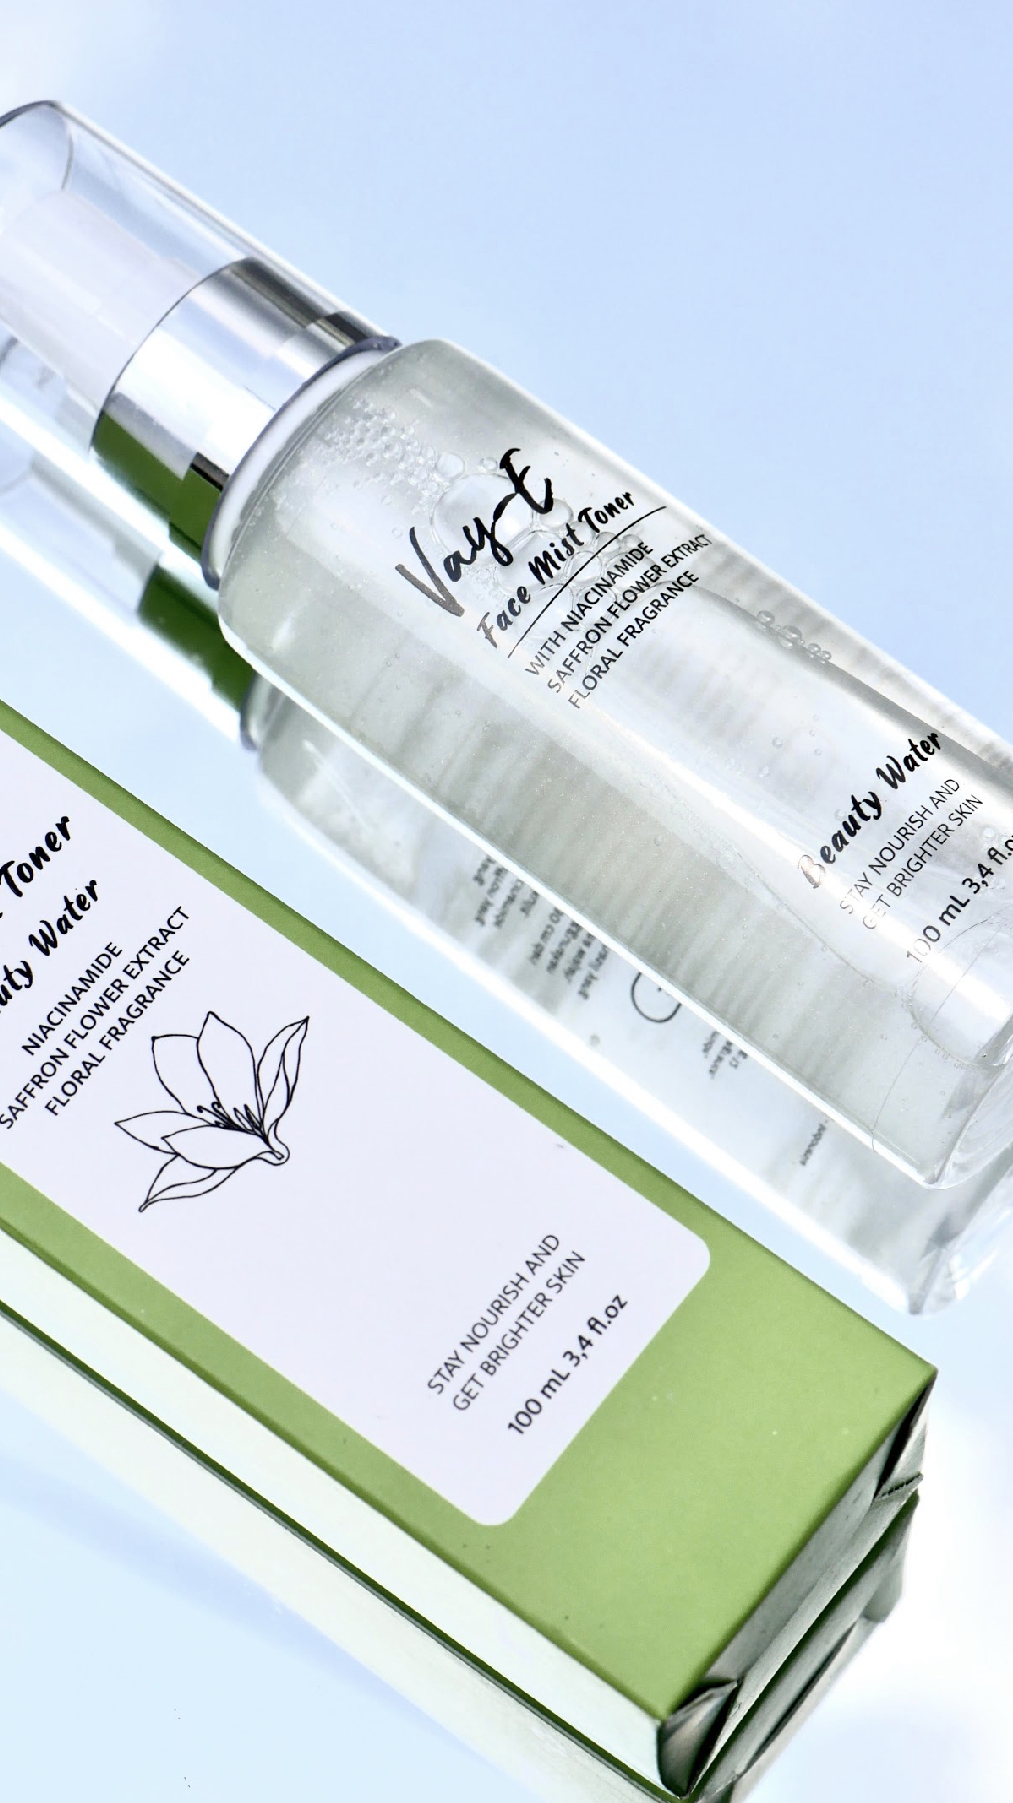 Vay-E
Face Mist Toner
WITH NIACINAMIDE
SAFFRON FLOWER EXTRACT
FLORAL FRAGRANCE
Beauty Water
STAY NOURISH AND
GET BRIGHTER SKIN
100 mL 3,4 fl.oz
Toner
Water
NIACINAMIDE
SAFFRON FLOWER EXTRACT
FLORAL FRAGRANCE
STAY NOURISH AND
GET BRIGHTER SKIN
100 mL 3,4 fl.oz